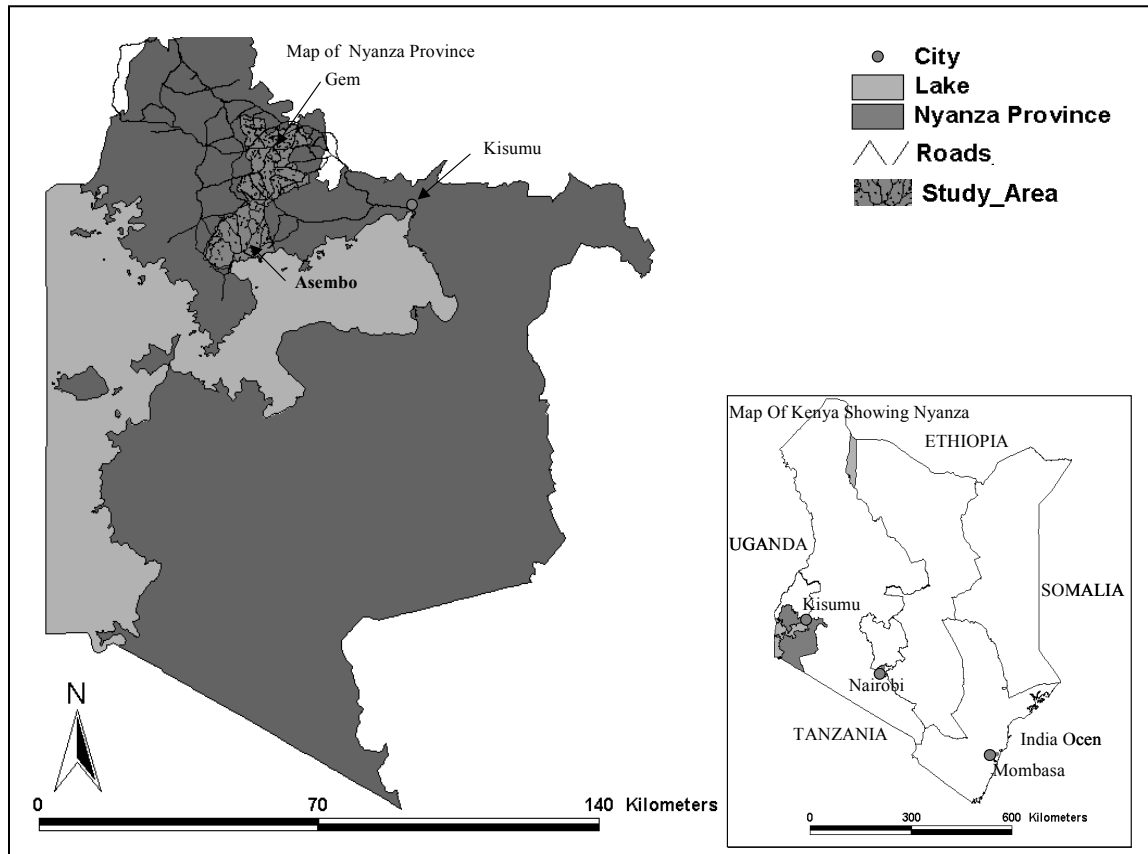 Map of Nyanza Province
Gem
Kisumu
Asembo
City
Lake
Nyanza Province
Roads
Study_Area
N
0 70 140 Kilometers
Map Of Kenya Showing Nyanza
ETHIOPIA
UGANDA
SOMALIA
Kisumu
Nairobi
TANZANIA
India Ocen
Mombasa
0 300 600 Kilometers